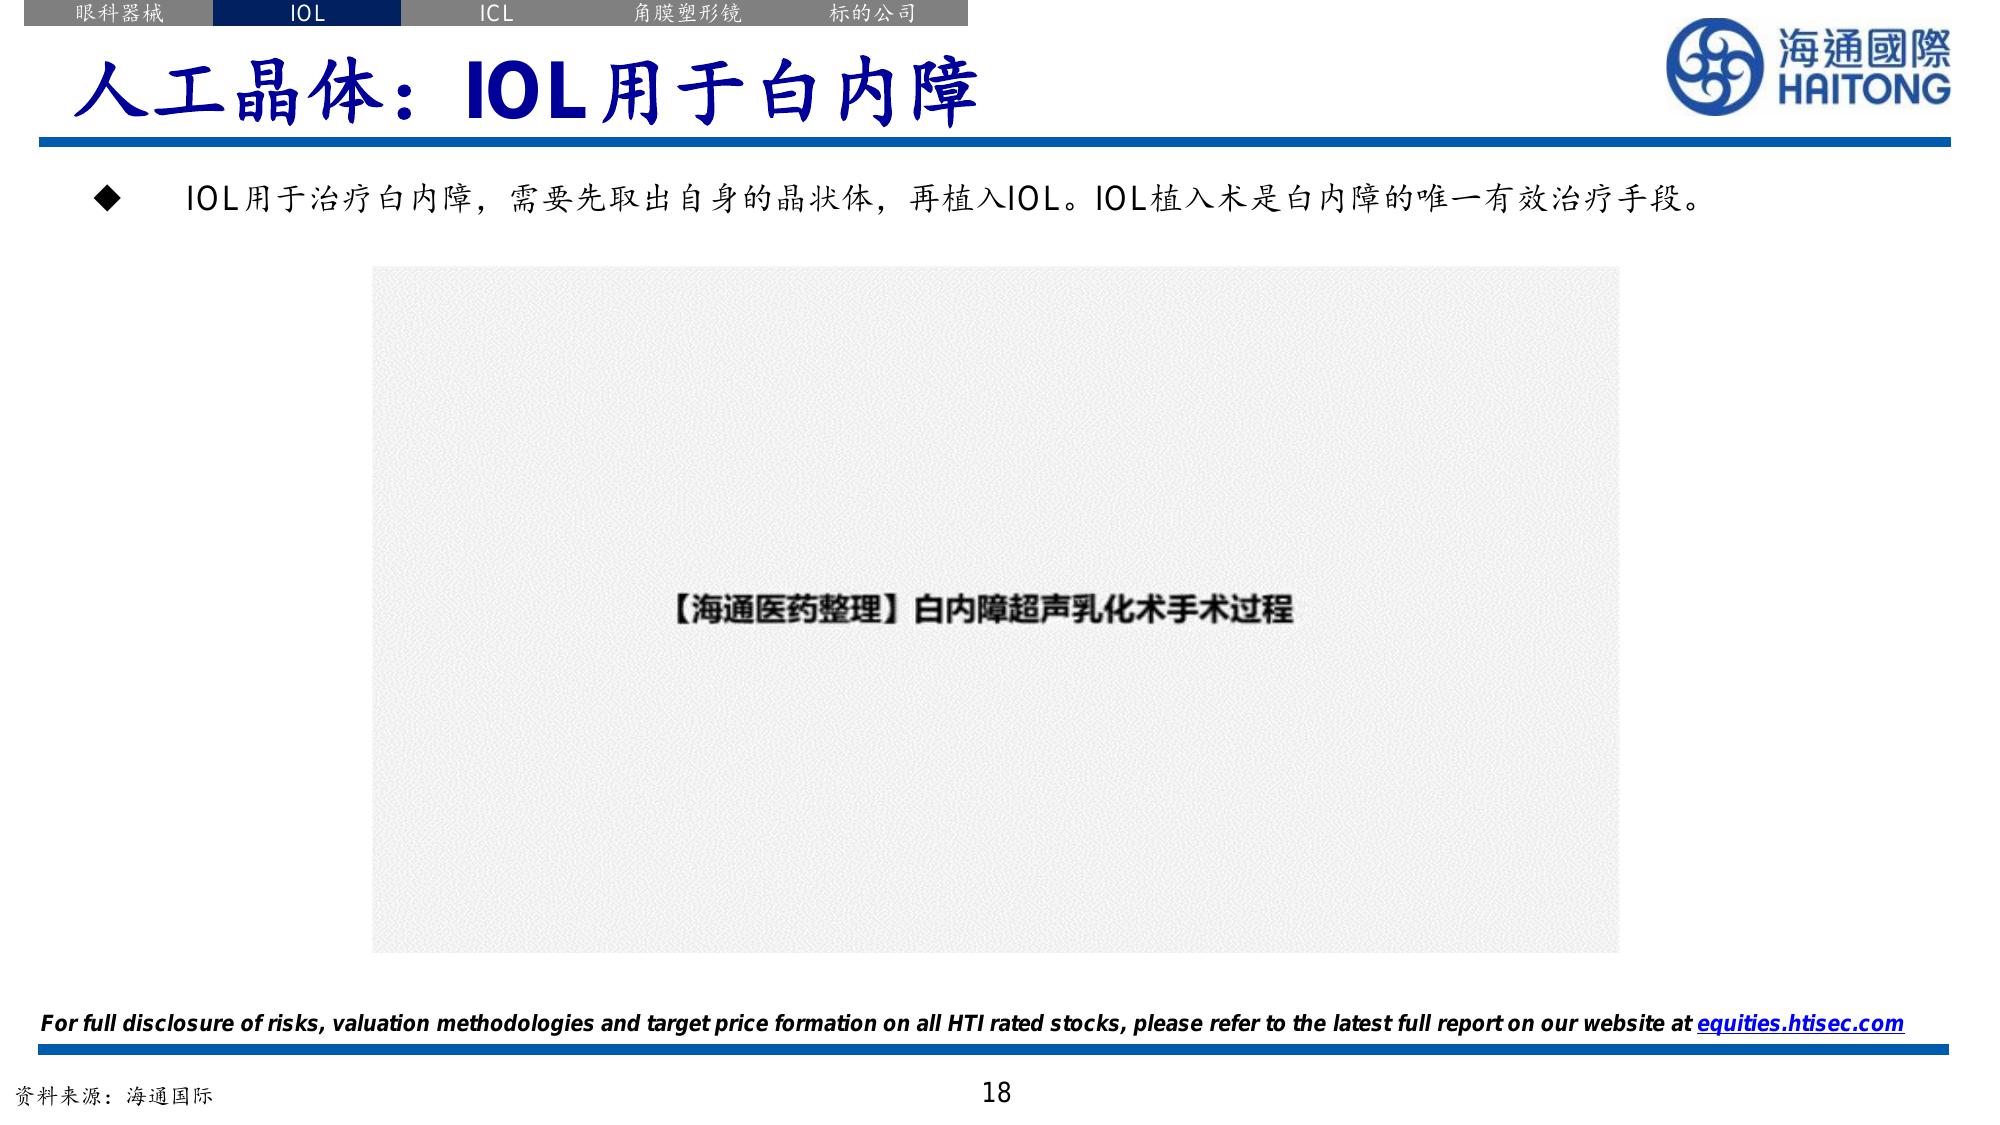 眼科器械 IOL ICL 角膜塑形镜 标的公司
海通國際
HAITONG
人工晶体：IOL用于白内障
◆ IOL用于治疗白内障，需要先取出自身的晶状体，再植入IOL。IOL植入术是白内障的唯一有效治疗手段。
【海通医药整理】白内障超声乳化术手术过程
For full disclosure of risks, valuation methodologies and target price formation on all HTI rated stocks, please refer to the latest full report on our website at equities.htisec.com
资料来源：海通国际
18